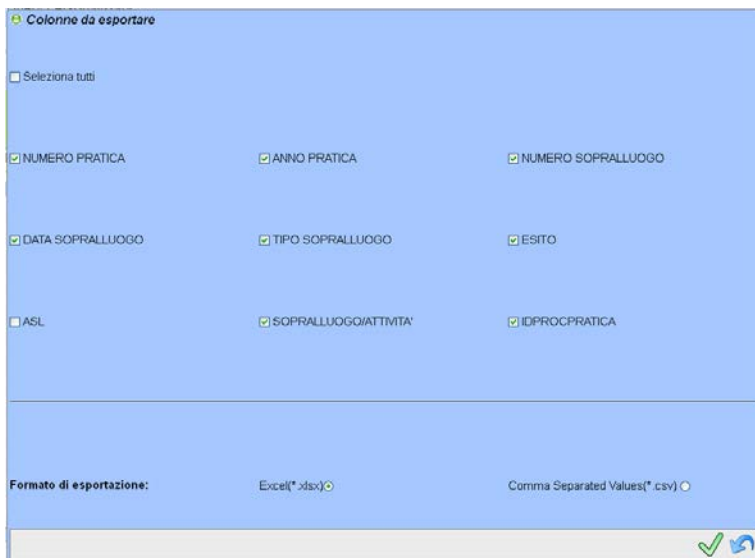 Colonne da esportare
Seleziona tutti
NUMERO PRATICA ANNO PRATICA NUMERO SOPRALLUOGO
DATA SOPRALLUOGO TIPO SOPRALLUOGO ESITO
ASL SOPRALLUOGO/ATTIVITA' IDPROCPRATICA
Formato di esportazione: Excel(*.xlsx) Comma Separated Values(*.csv)